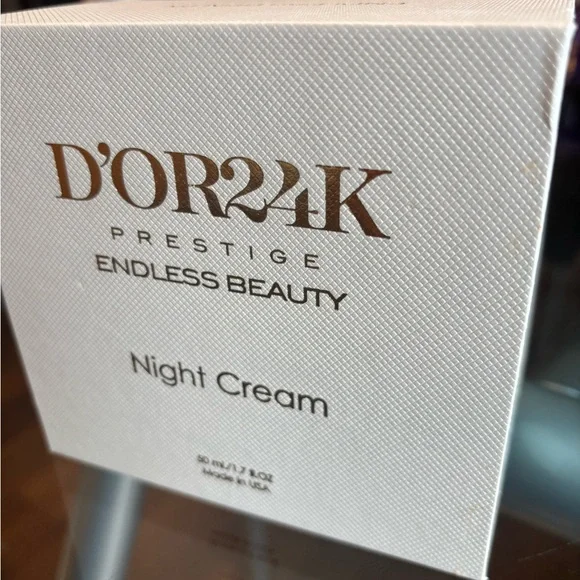 D'OR24K
PRESTIGE
ENDLESS BEAUTY
Night Cream
50 ml/1.7 fl.OZ
Made in USA